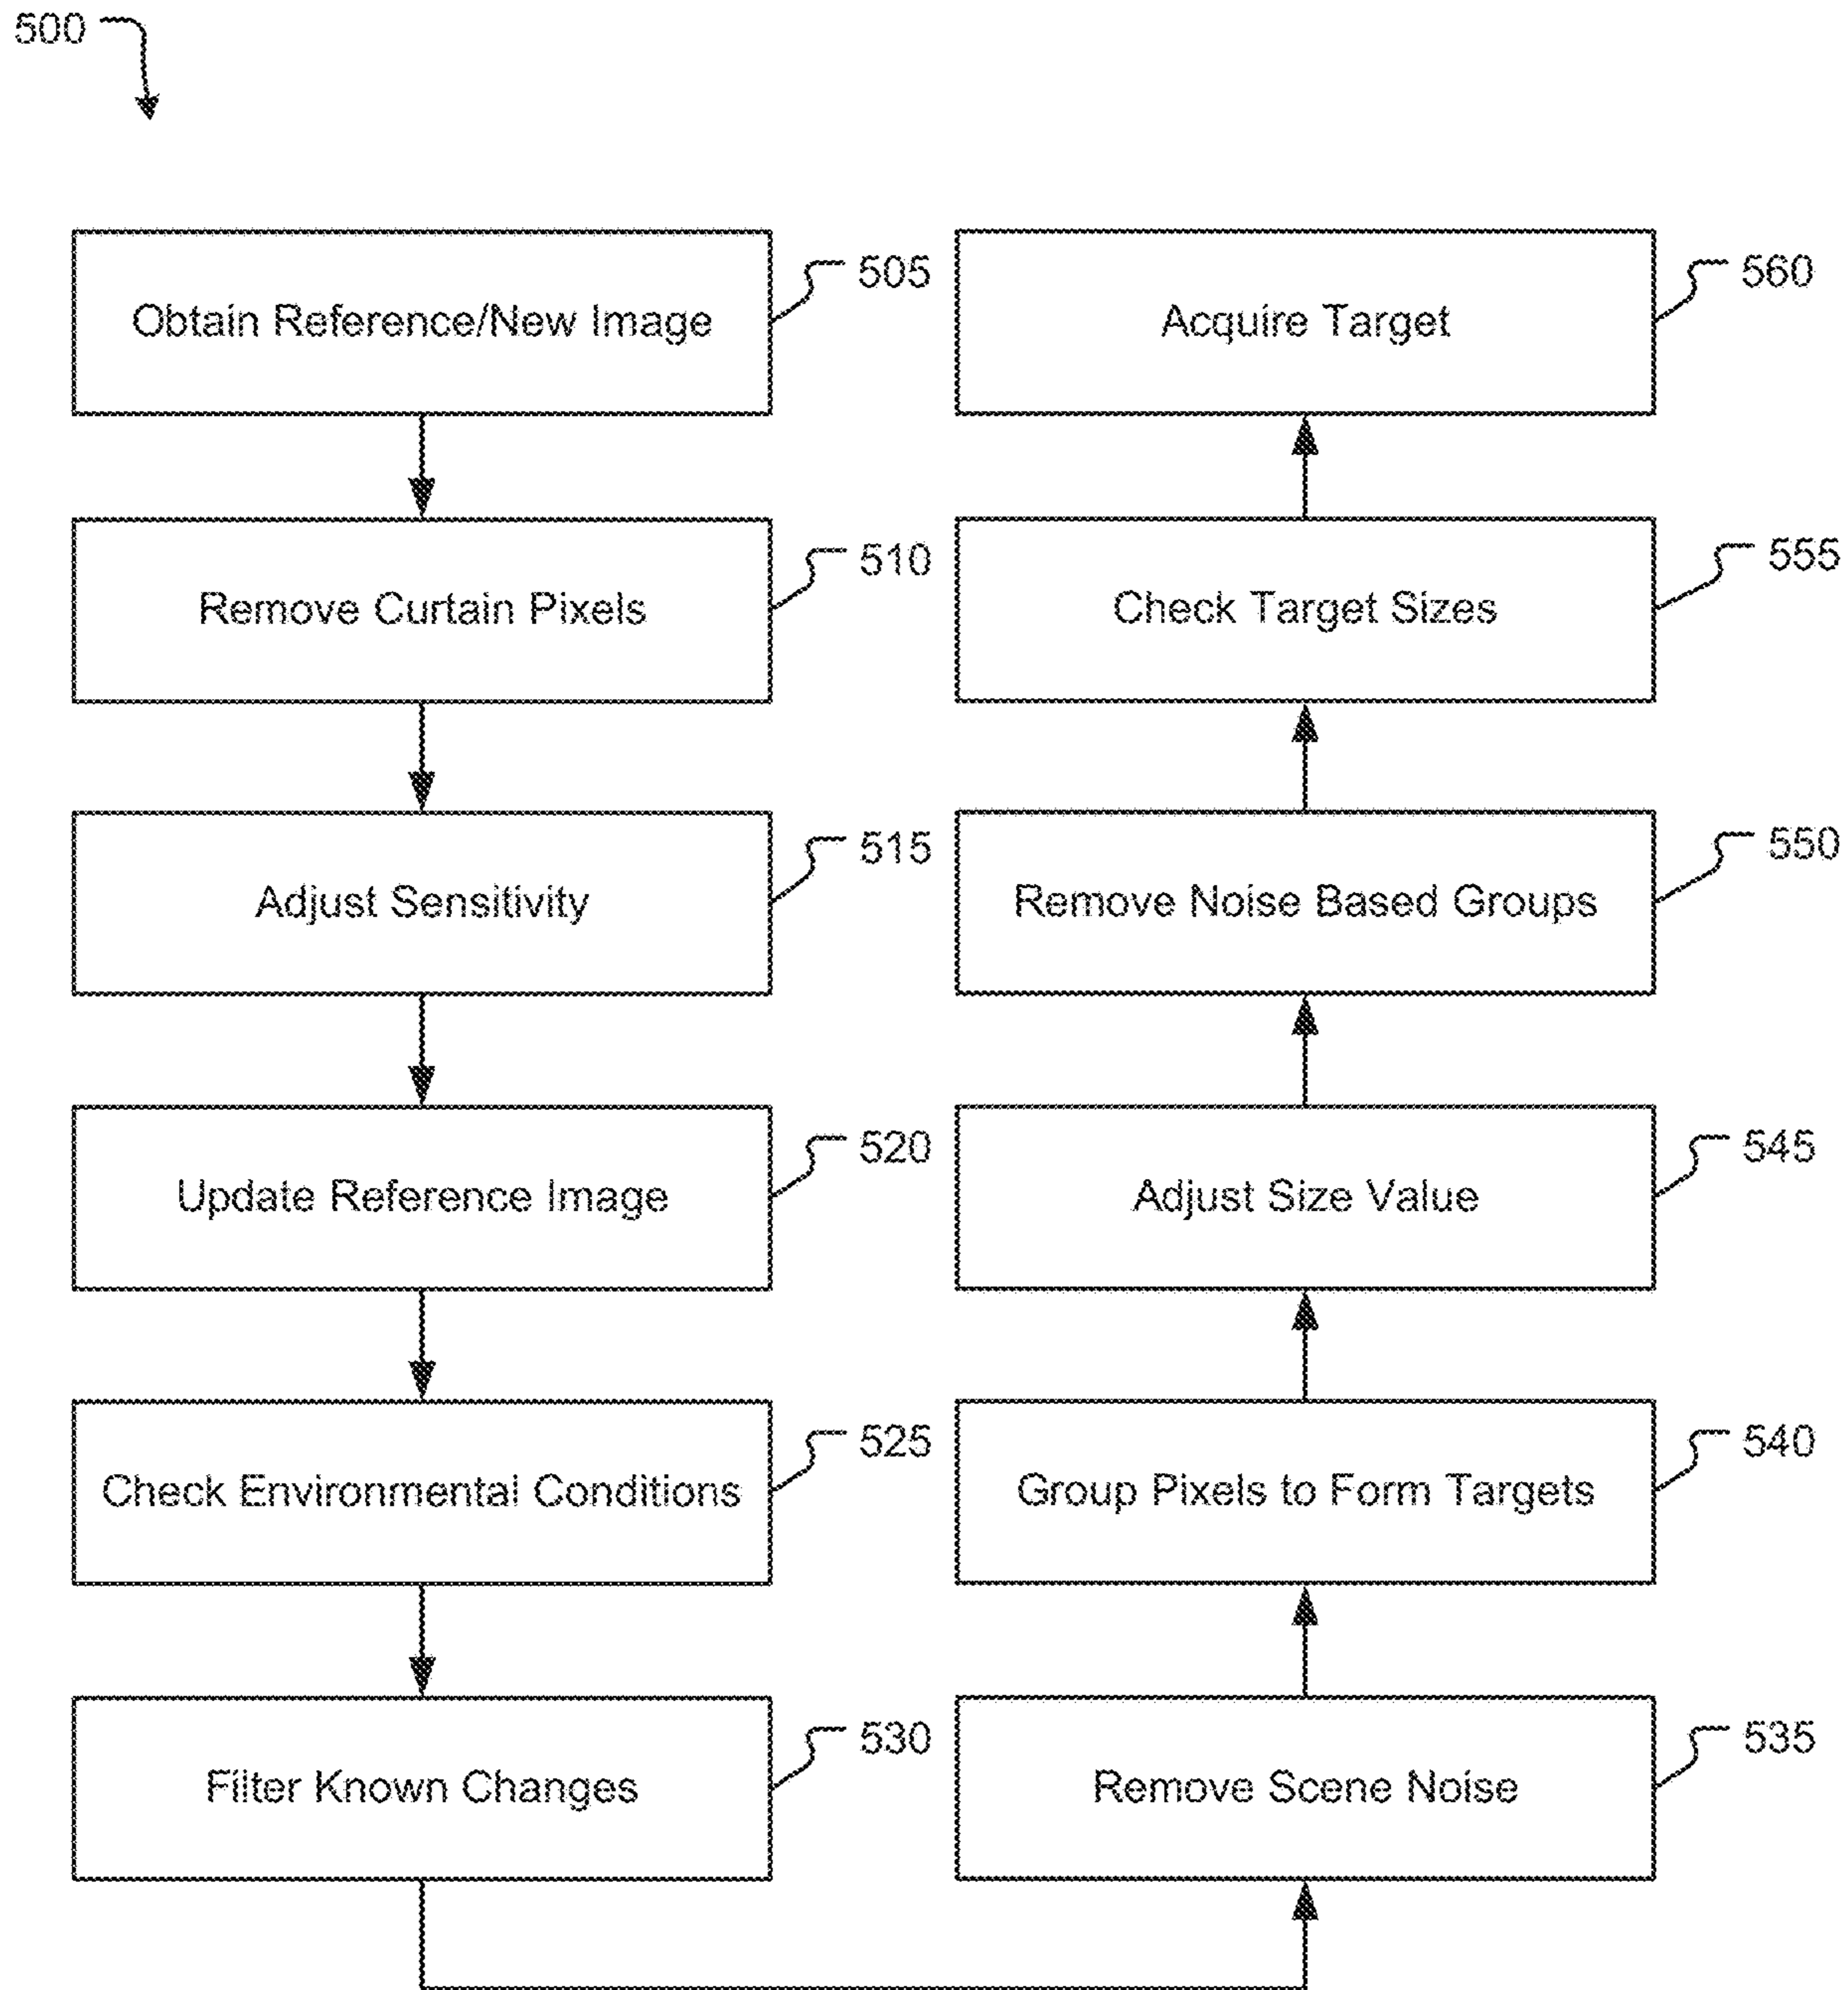 500
Obtain Reference/New Image
505
Remove Curtain Pixels
510
Adjust Sensitivity
515
Update Reference Image
520
Check Environmental Conditions
525
Filter Known Changes
530
Remove Scene Noise
535
Group Pixels to Form Targets
540
Adjust Size Value
545
Remove Noise Based Groups
550
Check Target Sizes
555
Acquire Target
560